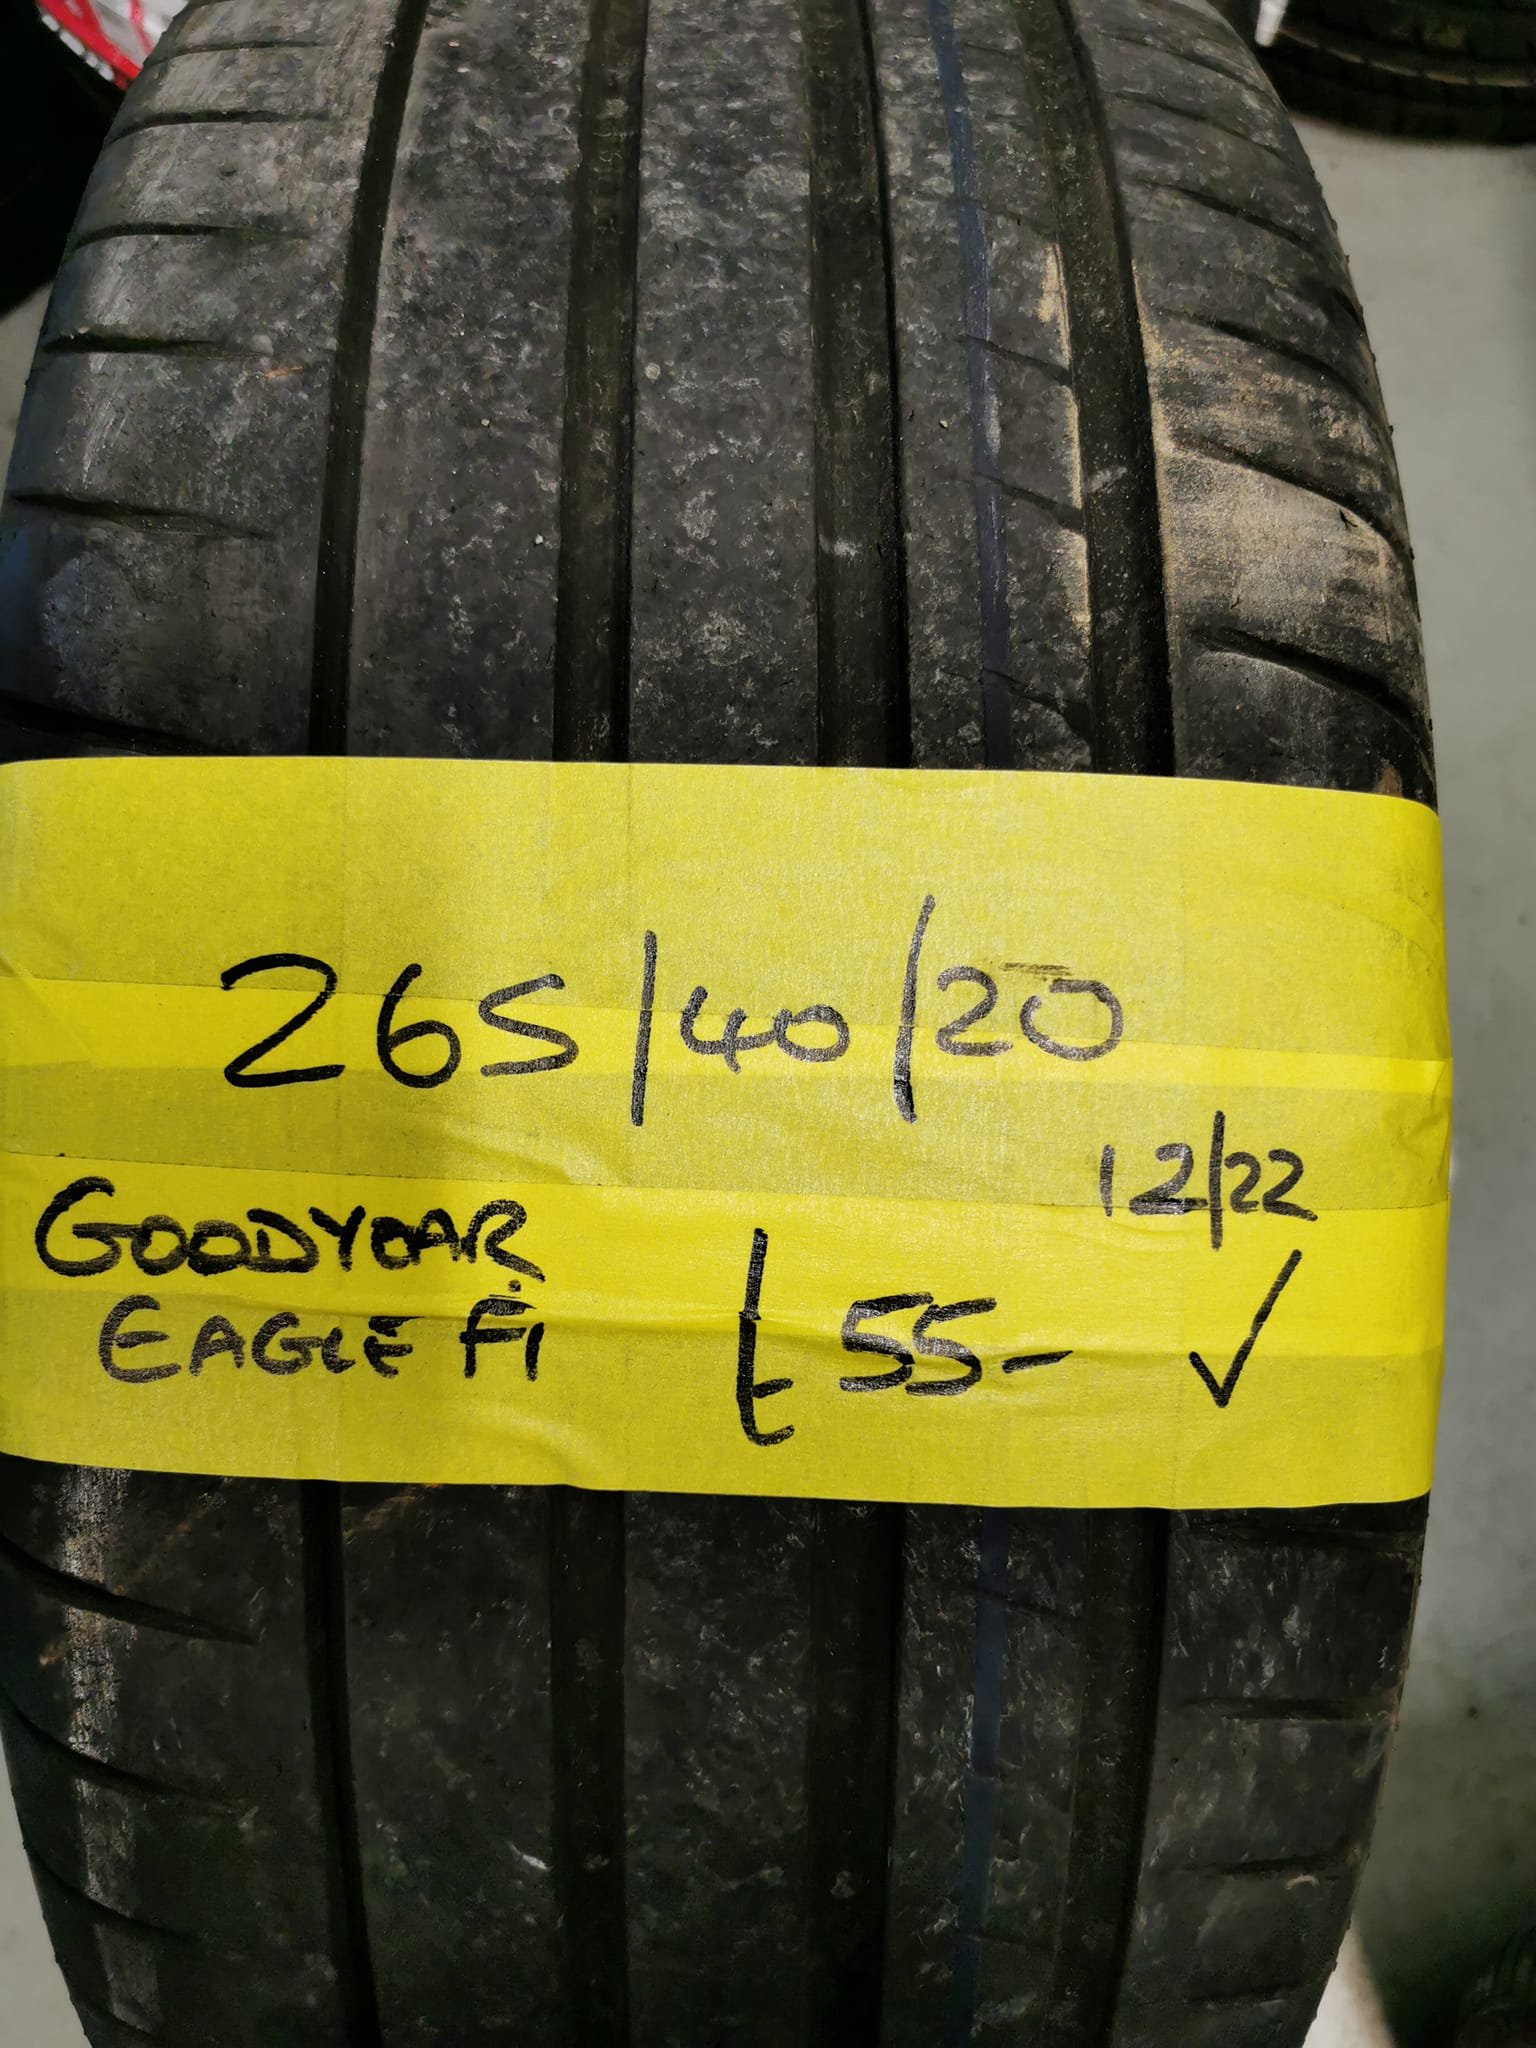 265/40/20
12/22
GOODYEAR
EAGLE F1
£55- ✓